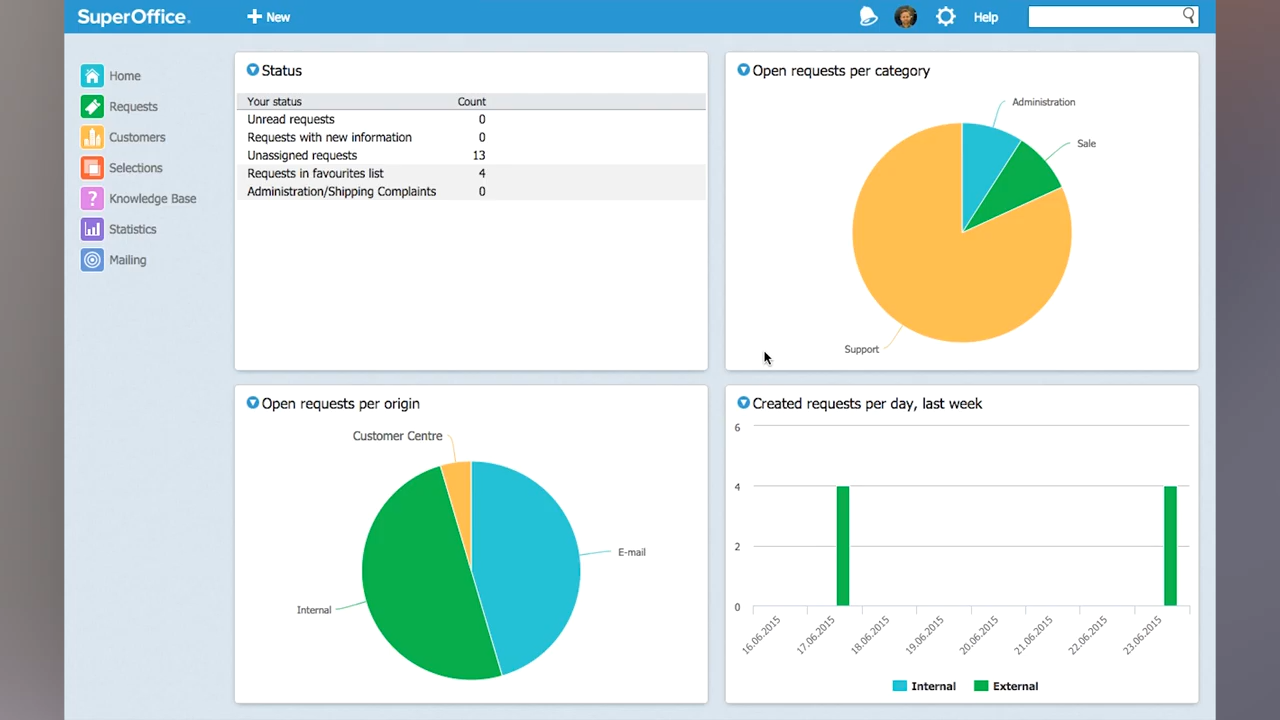 SuperOffice.
New
Help
Home
Requests
Customers
Selections
Knowledge Base
Statistics
Mailing
Status
Your status Count
Unread requests 0
Requests with new information 0
Unassigned requests 13
Requests in favourites list 4
Administration/Shipping Complaints 0
Open requests per category
Administration
Sale
Support
Open requests per origin
Customer Centre
E-mail
Internal
Created requests per day, last week
6
4
2
0
16.06.2015 17.06.2015 18.06.2015 19.06.2015 20.06.2015 21.06.2015 22.06.2015 23.06.2015
Internal External